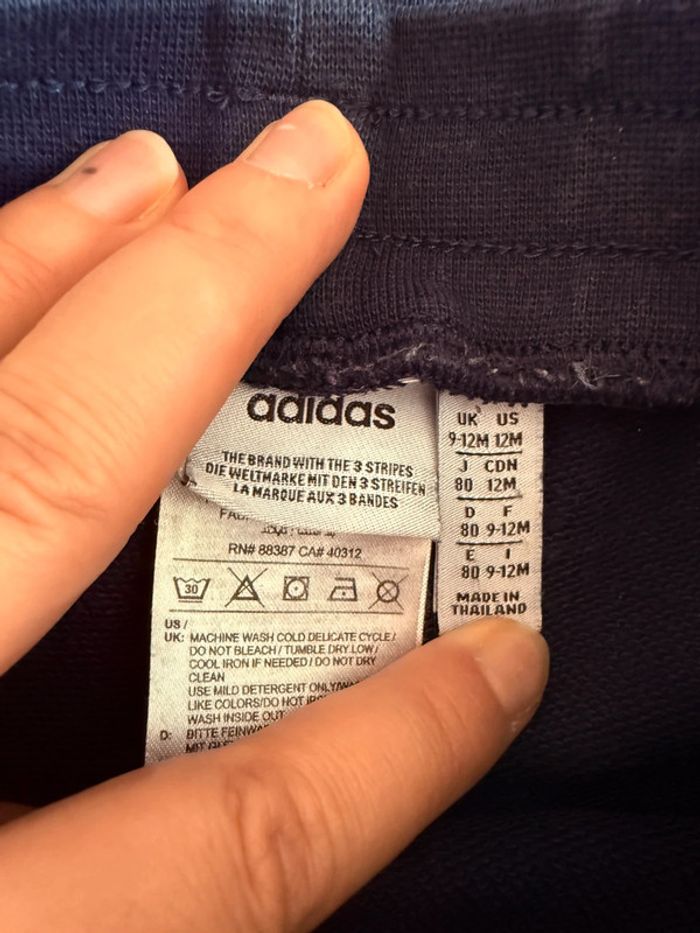 adidas
THE BRAND WITH THE 3 STRIPES
DIE WELTMARKE MIT DEN 3 STREIFEN
LA MARQUE AUX 3 BANDES
RN# 88387 CA# 40312
30
US /
UK: MACHINE WASH COLD DELICATE CYCLE /
DO NOT BLEACH / TUMBLE DRY LOW /
COOL IRON IF NEEDED / DO NOT DRY
CLEAN
USE MILD DETERGENT ONLY/
LIKE COLORS/DO NOT
WASH INSIDE OUT
D: BITTE
MIT
UK US
9-12M 12M
J CDN
80 12M
D F
80 9-12M
E I
80 9-12M
MADE IN
THAILAND